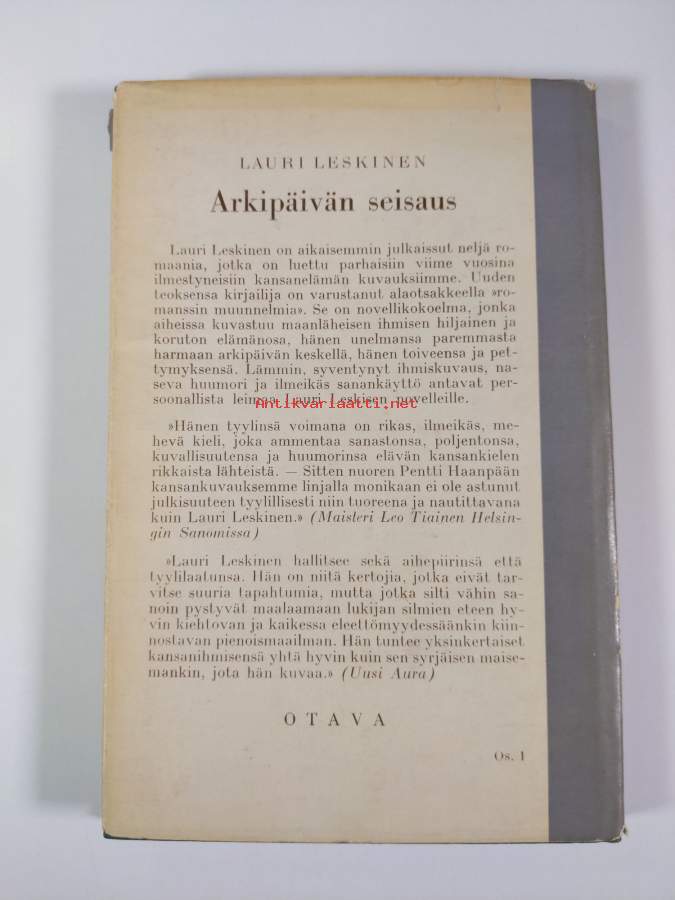 LAURI LESKINEN
Arkipäivän seisaus
Lauri Leskinen on aikaisemmin julkaissut neljä ro-
maania, jotka on luettu parhaisiin viime vuosina
ilmestyneisiin kansanelämän kuvauksiimme. Uuden
teoksensa kirjailija on varustanut alaotsakkeella »ro-
manssin muunnelmia». Se on novellikokoelma, jonka
aiheissa kuvastuu maanläheisen ihmisen hiljainen ja
koruton elämänosa, hänen unelmansa paremmasta
harmaan arkipäivän keskellä, hänen toiveensa ja pet-
tymyksensä. Lämmin, syventynyt ihmiskuvaus, na-
seva huumori ja ilmeikäs sanankäyttö antavat per-
soonallista leimaa Lauri Leskisen novelleille.
Antikvariaatti.net
»Hänen tyylinsä voimana on rikas, ilmeikäs, me-
hevä kieli, joka ammentaa sanastonsa, poljentonsa,
kuvallisuutensa ja huumorinsa elävän kansankielen
rikkaista lähteistä. — Sitten nuoren Pentti Haanpään
kansankuvauksemme linjalla monikaan ei ole astunut
julkisuuteen tyylillisesti niin tuoreena ja nautittavana
kuin Lauri Leskinen.» (Maisteri Leo Tiainen Helsin-
gin Sanomissa)
»Lauri Leskinen hallitsee sekä aihepiirinsä että
tyylilaatunsa. Hän on niitä kertojia, jotka eivät tar-
vitse suuria tapahtumia, mutta jotka silti vähin sa-
noin pystyvät maalaamaan lukijan silmien eteen hy-
vin kiehtovan ja kaikessa eleettömyydessäänkin kiin-
nostavan pienoismaailman. Hän tuntee yksinkertaiset
kansanihmisensä yhtä hyvin kuin sen syrjäisen maise-
mankin, jota hän kuvaa.» (Uusi Aura)
OTAVA
Os. 1